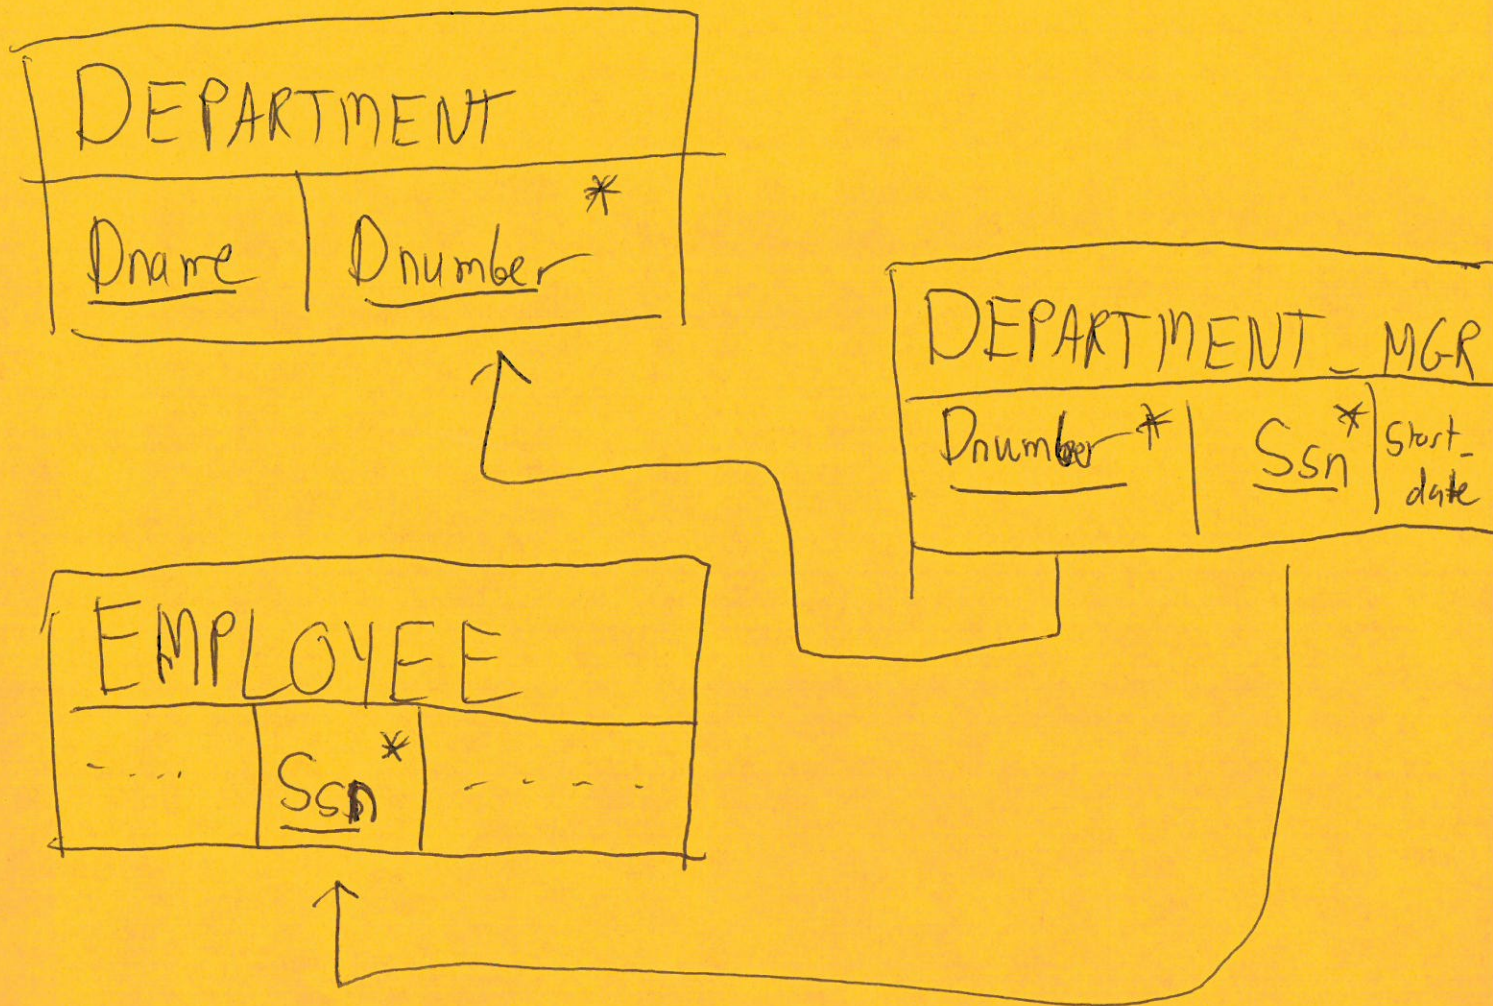 DEPARTMENT
Dname Dnumber*
DEPARTMENT_MGR
Dnumber* Ssn* Start_
date
EMPLOYEE
----- Ssn* -----